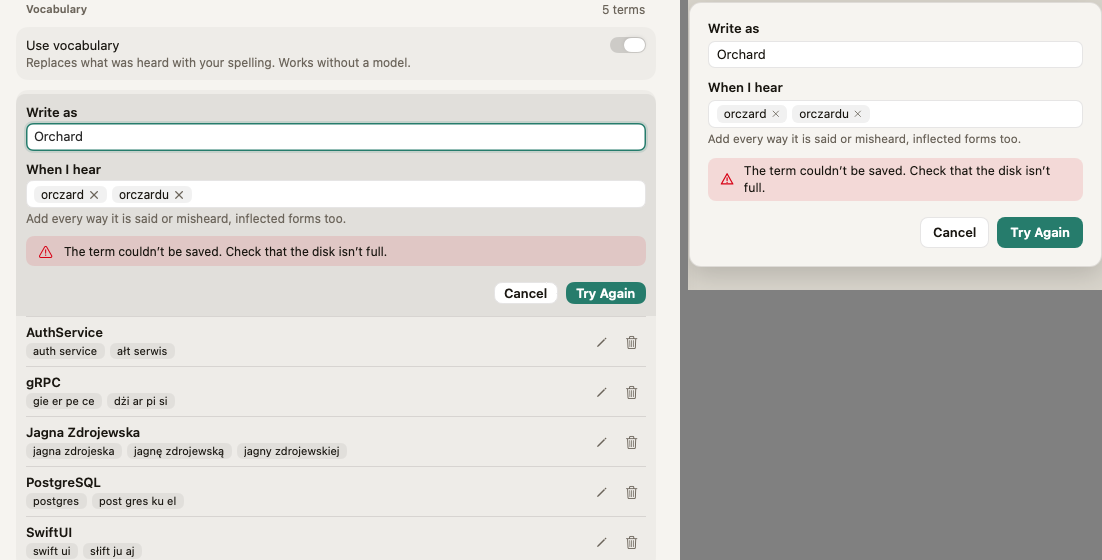 Vocabulary
5 terms
Use vocabulary
Replaces what was heard with your spelling. Works without a model.
Write as
Orchard
When I hear
orczard
orczardu
Add every way it is said or misheard, inflected forms too.
The term couldn’t be saved. Check that the disk isn’t full.
Cancel
Try Again
AuthService
auth service
ałt serwis
gRPC
gie er pe ce
dżi ar pi si
Jagna Zdrojewska
jagna zdrojeska
jagnę zdrojewską
jagny zdrojewskiej
PostgreSQL
postgres
post gres ku el
SwiftUI
swift ui
słift ju aj
Write as
Orchard
When I hear
orczard
orczardu
Add every way it is said or misheard, inflected forms too.
The term couldn’t be saved. Check that the disk isn’t
full.
Cancel
Try Again